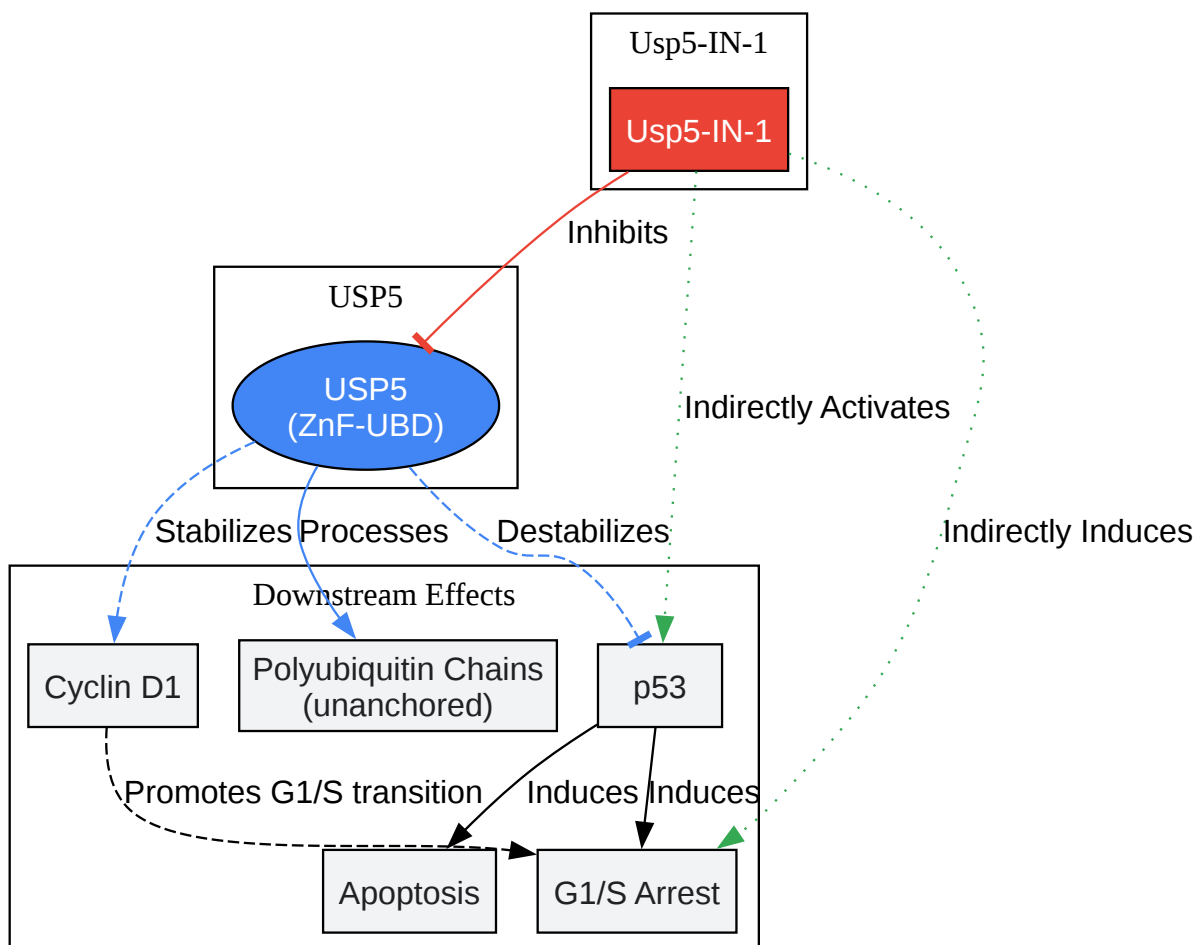 Usp5-IN-1
Usp5-IN-1
Inhibits
USP5
USP5
(ZnF-UBD)
Indirectly Activates
Stabilizes
Processes
Destabilizes
Indirectly Induces
Downstream Effects
Cyclin D1
Polyubiquitin Chains
(unanchored)
p53
Promotes G1/S transition
Induces
Induces
Apoptosis
G1/S Arrest